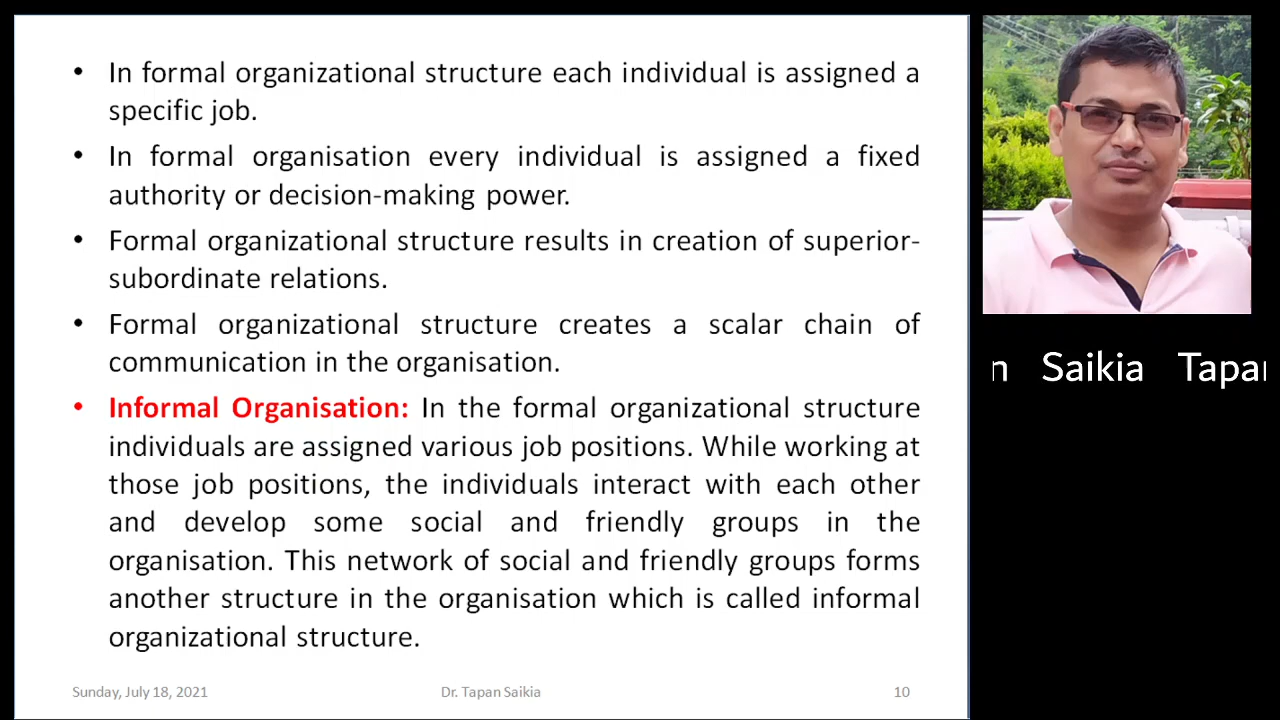 • In formal organizational structure each individual is assigned a
specific job.
• In formal organisation every individual is assigned a fixed
authority or decision-making power.
• Formal organizational structure results in creation of superior-
subordinate relations.
• Formal organizational structure creates a scalar chain of
communication in the organisation.
• Informal Organisation: In the formal organizational structure
individuals are assigned various job positions. While working at
those job positions, the individuals interact with each other
and develop some social and friendly groups in the
organisation. This network of social and friendly groups forms
another structure in the organisation which is called informal
organizational structure.
Sunday, July 18, 2021 Dr. Tapan Saikia 10
n Saikia Tapan